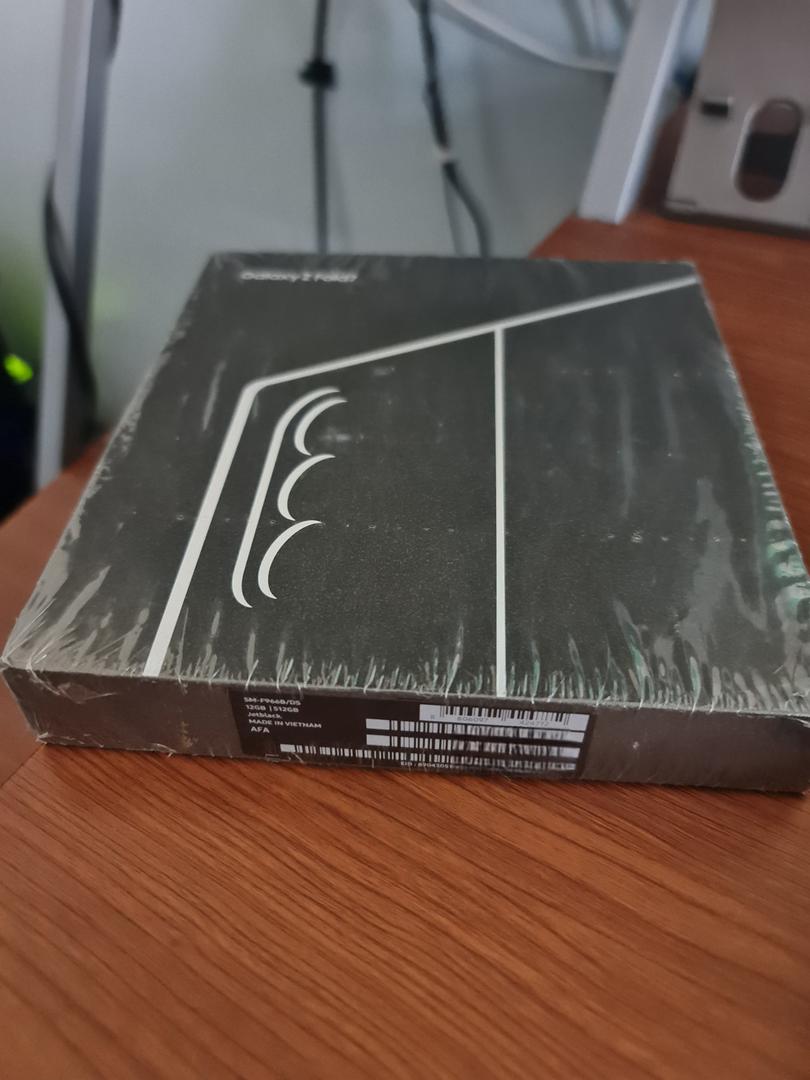 Galaxy Z Fold7
SM-F966B/DS
12GB | 512GB
Jetblack
MADE IN VIETNAM
AFA